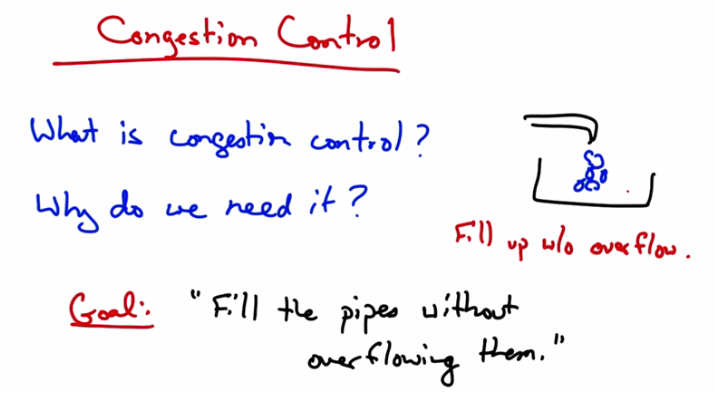 Congestion Control
What is congestion control?
Why do we need it?
Fill up w/o overflow.
Goal: "Fill the pipes without
overflowing them."